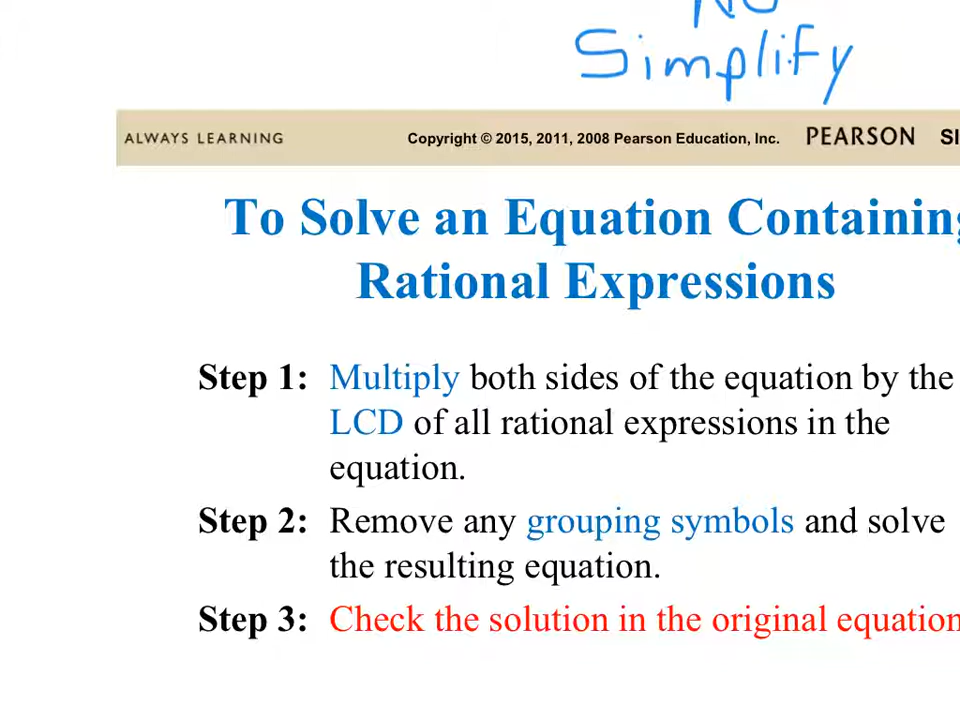 No
Simplify
ALWAYS LEARNING Copyright © 2015, 2011, 2008 Pearson Education, Inc. PEARSON Sl
To Solve an Equation Containing
Rational Expressions
Step 1: Multiply both sides of the equation by the
LCD of all rational expressions in the
equation.
Step 2: Remove any grouping symbols and solve
the resulting equation.
Step 3: Check the solution in the original equation